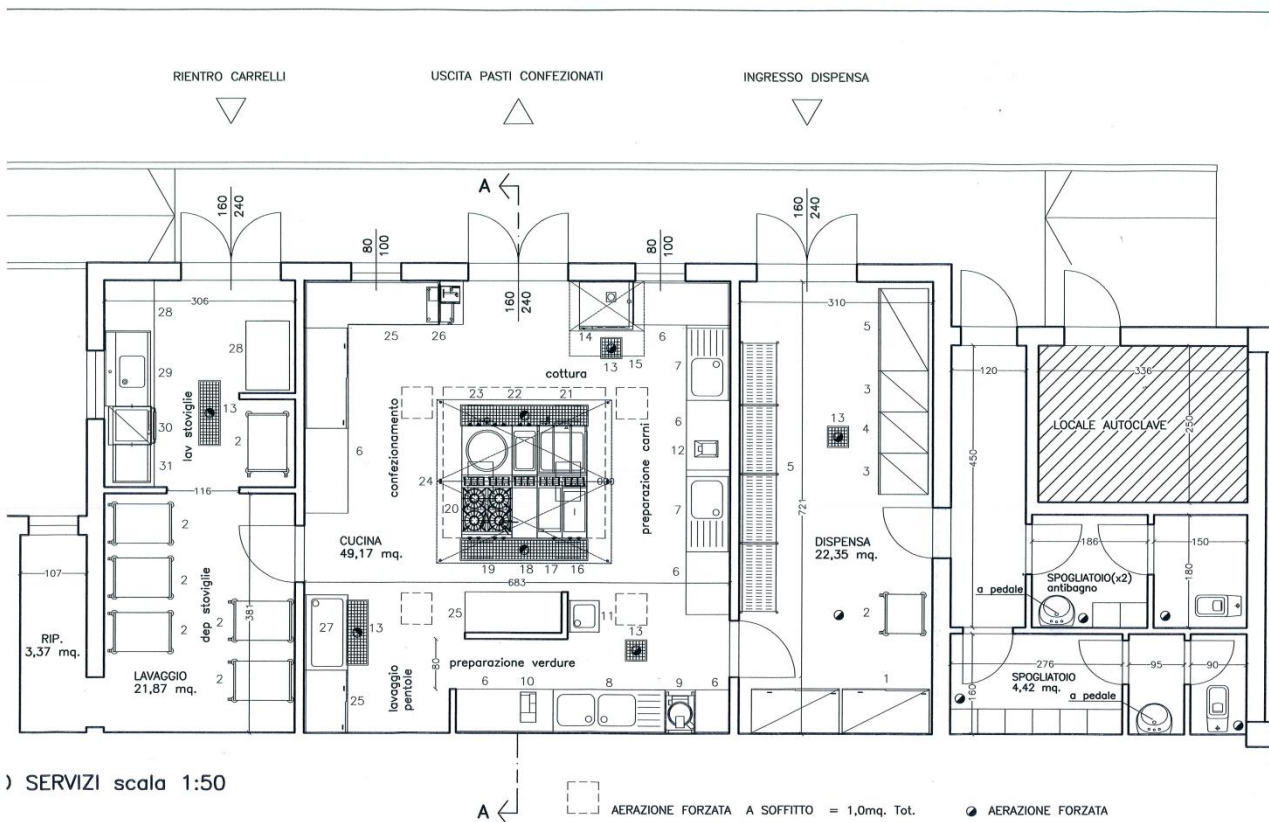 RIENTRO CARRELLI
USCITA PASTI CONFEZIONATI
INGRESSO DISPENSA
A
160
240
80
100
160
240
80
100
160
240
306
28
28
29
30
31
13
2
lav stoviglie
116
25
26
14
13
15
6
7
6
12
7
6
cottura
23
22
21
24
20
19
18
17
16
confezionamento
6
preparazione carni
CUCINA
49,17 mq.
683
310
5
3
4
3
13
5
721
DISPENSA
22,35 mq.
2
1
120
450
336
250
LOCALE AUTOCLAVE
186
150
180
SPOGLIATOIO(x2)
antibagno
a pedale
276
95
90
160
SPOGLIATOIO
4,42 mq.
a pedale
107
RIP.
3,37 mq.
2
2
2
2
2
dep stoviglie
381
LAVAGGIO
21,87 mq.
27
13
25
lavaggio
pentole
80
25
11
13
preparazione verdure
6
10
8
9
6
) SERVIZI scala 1:50
A
AERAZIONE FORZATA A SOFFITTO = 1,0mq. Tot.
AERAZIONE FORZATA